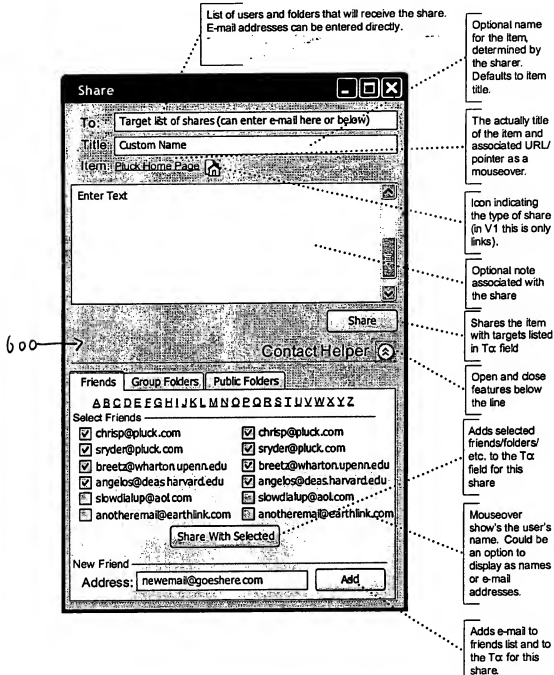 List of users and folders that will receive the share.
E-mail addresses can be entered directly.
Optional name
for the Item,
determined by
the sharer.
Defaults to item
title.
Share
To: Target list of shares (can enter e-mail here or below)
Title: Custom Name
Item: Pluck Home Page
The actually title
of the item and
associated URL/
pointer as a
mouseover.
Enter Text
Icon indicating
the type of share
(in V1 this is only
links).
Optional note
associated with
the share
Share
Shares the item
with targets listed
in To: field
600
Contact Helper
Open and close
features below
the line
Friends Group Folders Public Folders
A B C D E F G H I J K L M N O P Q R S T U V W X Y Z
Select Friends
chrisp@pluck.com chrisp@pluck.com
sryder@pluck.com sryder@pluck.com
breetz@wharton.upenn.edu breetz@wharton.upenn.edu
angelos@deas.harvard.edu angelos@deas.harvard.edu
slowdialup@aol.com slowdialup@aol.com
anotheremail@earthlink.com anotheremail@earthlink.com
Share With Selected
Adds selected
friends/folders/
etc. to the To:
field for this
share
Mouseover
show's the user's
name. Could be
an option to
display as names
or e-mail
addresses.
New Friend
Address: newemail@goeshere.com Add
Adds e-mail to
friends list and to
the To: for this
share.